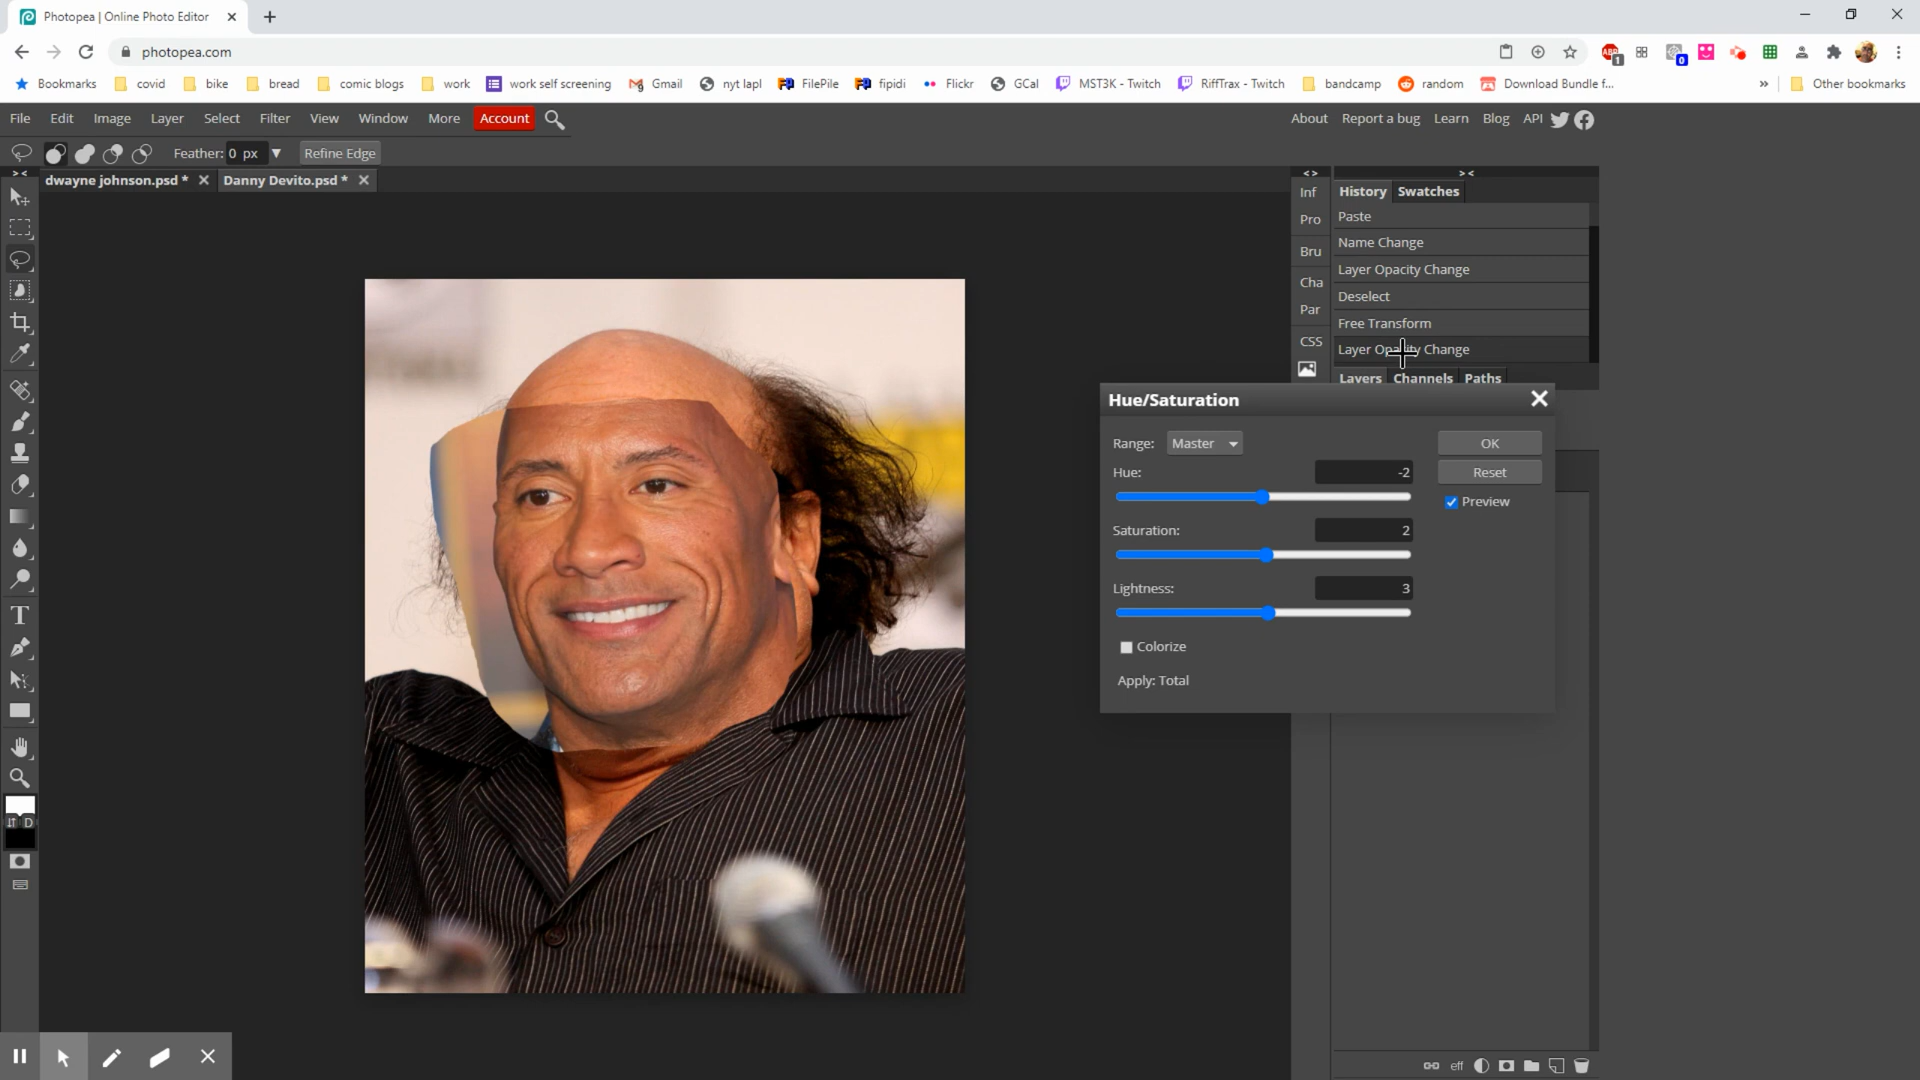 Photopea | Online Photo Editor
photopea.com
Bookmarks covid bike bread comic blogs work work self screening Gmail nyt lapl FilePile fipidi Flickr GCal MST3K - Twitch RiffTrax - Twitch bandcamp random Download Bundle f... » Other bookmarks
File Edit Image Layer Select Filter View Window More Account About Report a bug Learn Blog API
Feather: 0 px Refine Edge
dwayne johnson.psd * Danny Devito.psd *
Inf
Pro
Bru
Cha
Par
CSS
History Swatches
Paste
Name Change
Layer Opacity Change
Deselect
Free Transform
Layer Opacity Change
Layers Channels Paths
Hue/Saturation
Range: Master OK
Hue: -2 Reset
Preview
Saturation: 2
Lightness: 3
Colorize
Apply: Total
D
eff